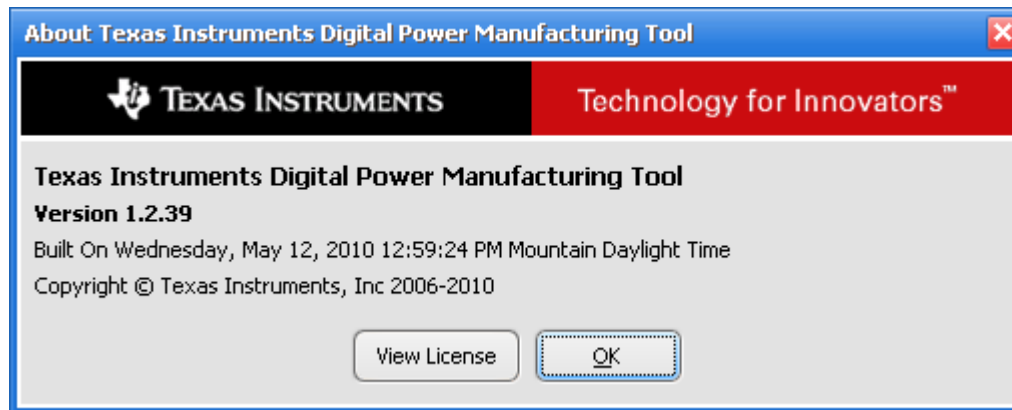 About Texas Instruments Digital Power Manufacturing Tool
TEXAS INSTRUMENTS
Technology for Innovators™
Texas Instruments Digital Power Manufacturing Tool
Version 1.2.39
Built On Wednesday, May 12, 2010 12:59:24 PM Mountain Daylight Time
Copyright © Texas Instruments, Inc 2006-2010
View License
OK